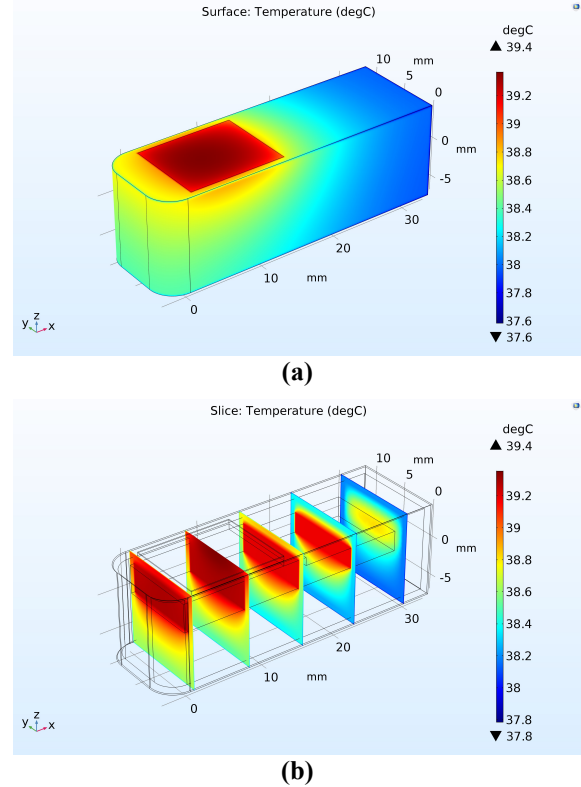 Surface: Temperature (degC)
degC
▲ 39.4
39.2
39
38.8
38.6
38.4
38.2
38
37.8
37.6
▼ 37.6
10
mm
5
0
0
mm
-5
30
20
10
mm
0
y z x
(a)
Slice: Temperature (degC)
degC
▲ 39.4
39.2
39
38.8
38.6
38.4
38.2
38
37.8
▼ 37.8
10
mm
5
0
0
mm
-5
30
20
10
mm
0
y z x
(b)